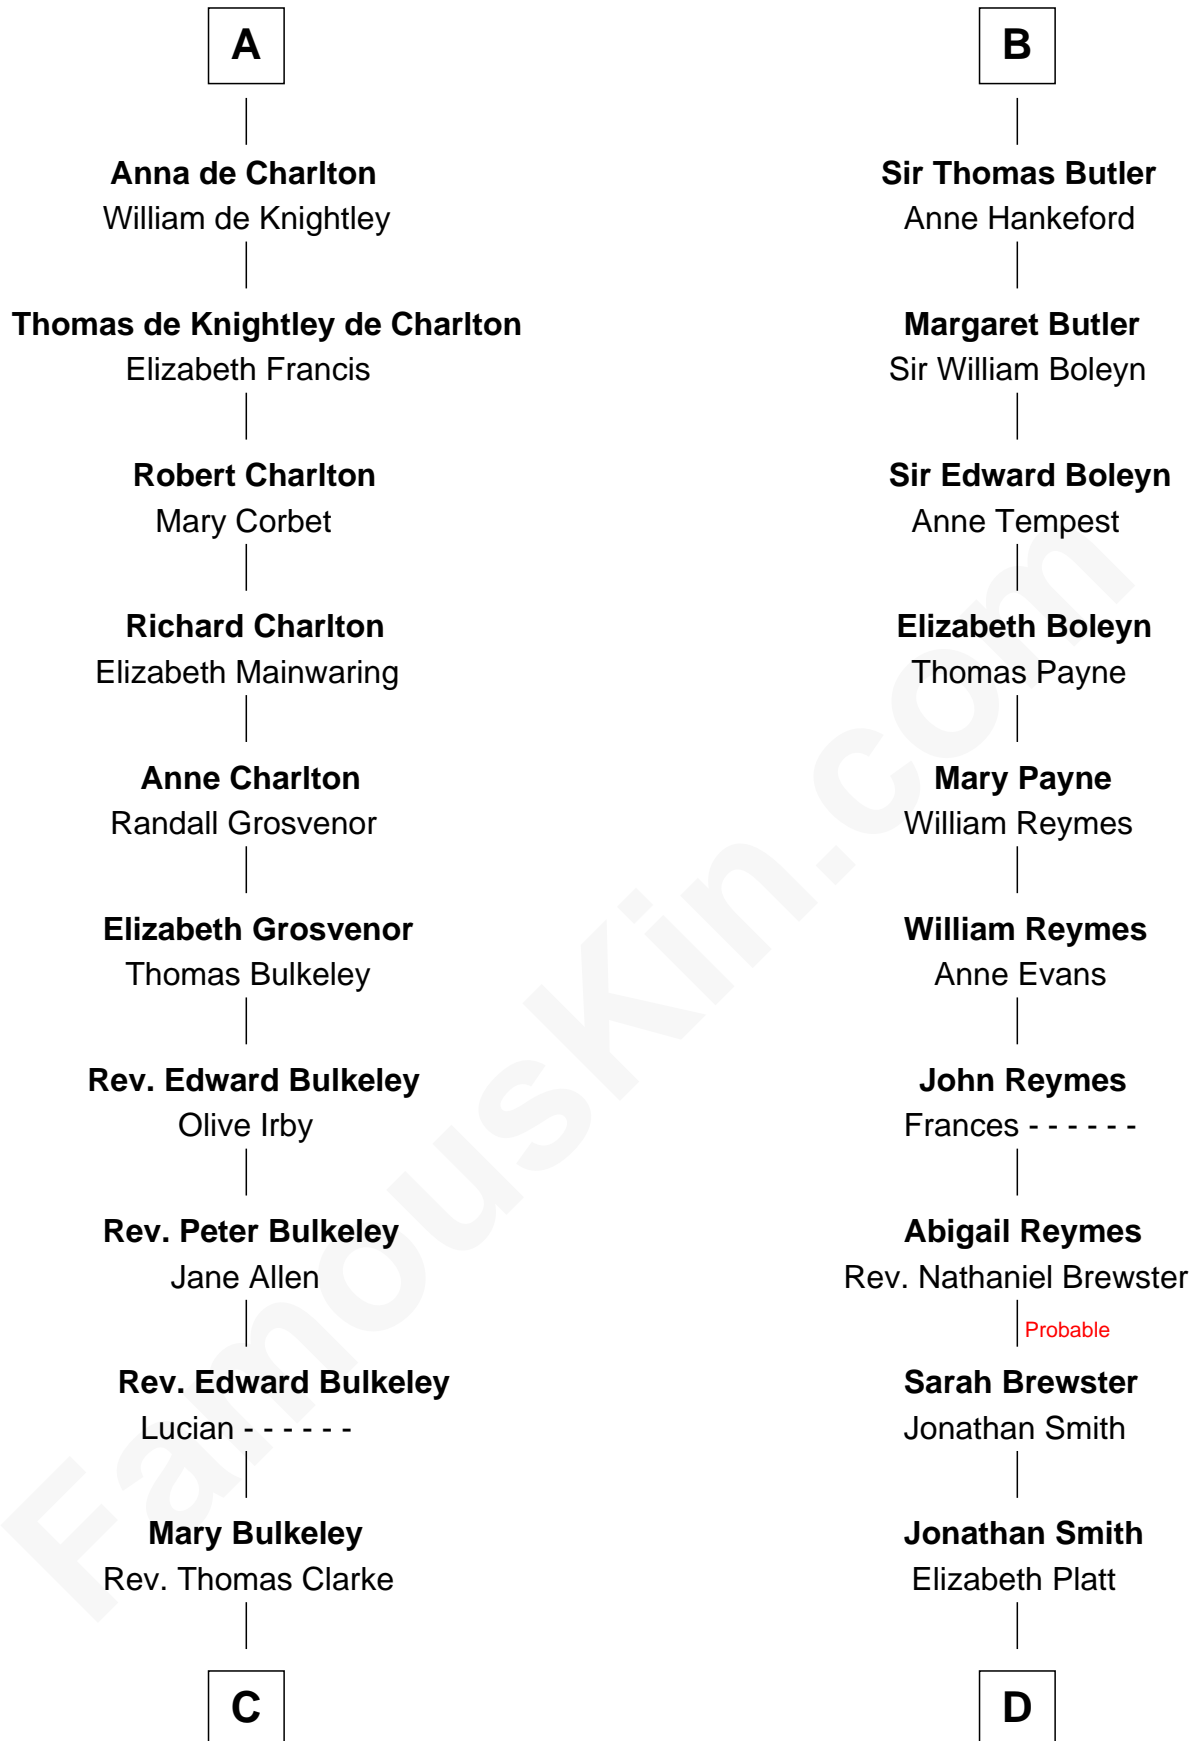 A
Anna de Charlton
William de Knightley
Thomas de Knightley de Charlton
Elizabeth Francis
Robert Charlton
Mary Corbet
Richard Charlton
Elizabeth Mainwaring
Anne Charlton
Randall Grosvenor
Elizabeth Grosvenor
Thomas Bulkeley
Rev. Edward Bulkeley
Olive Irby
Rev. Peter Bulkeley
Jane Allen
Rev. Edward Bulkeley
Lucian - - - - - -
Mary Bulkeley
Rev. Thomas Clarke
C
B
Sir Thomas Butler
Anne Hankeford
Margaret Butler
Sir William Boleyn
Sir Edward Boleyn
Anne Tempest
Elizabeth Boleyn
Thomas Payne
Mary Payne
William Reymes
William Reymes
Anne Evans
John Reymes
Frances - - - - - -
Abigail Reymes
Rev. Nathaniel Brewster
Probable
Sarah Brewster
Jonathan Smith
Jonathan Smith
Elizabeth Platt
D
FamousKin.com